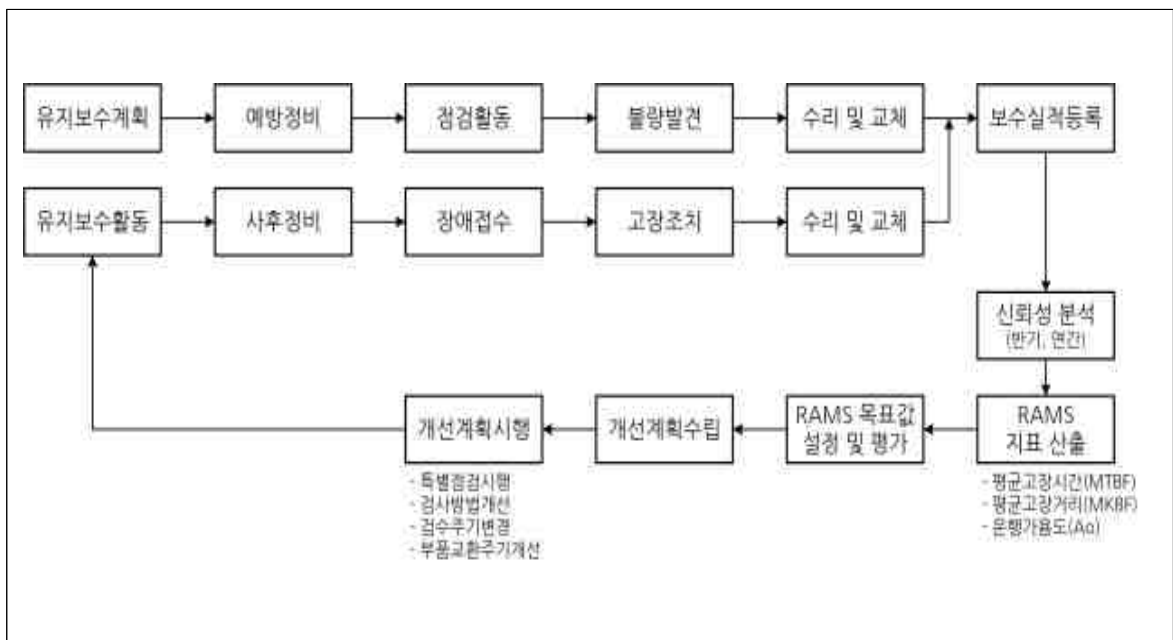 유지보수계획
예방정비
점검활동
불량발견
수리 및 교체
보수실적등록
유지보수활동
사후정비
장애접수
고장조치
수리 및 교체
신뢰성 분석
(반기, 연간)
개선계획시행
개선계획수립
RAMS 목표값
설정 및 평가
RAMS
지표 산출
- 특별점검시행
- 검사방법개선
- 검수주기변경
- 부품교환주기개선
- 평균고장시간(MTBF)
- 평균고장거리(MKBF)
- 운행가용도(Ao)